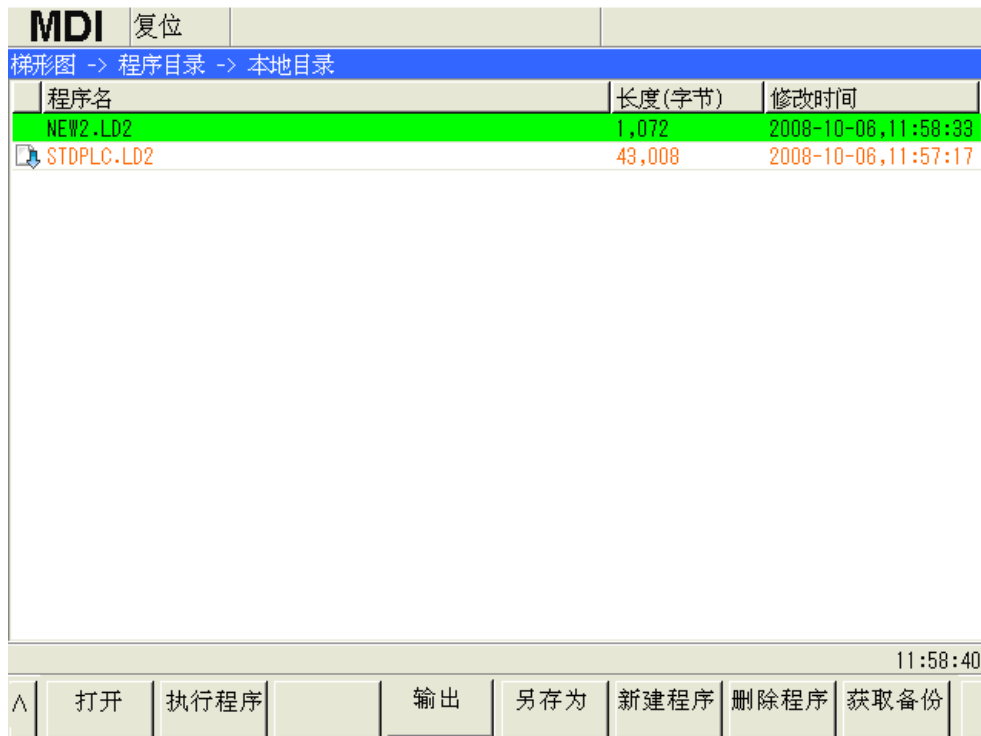 MDI 复位
梯形图 -> 程序目录 -> 本地目录
程序名 长度(字节) 修改时间
NEW2.LD2 1,072 2008-10-06,11:58:33
STDPLC.LD2 43,008 2008-10-06,11:57:17
11:58:40
∧ 打开 执行程序 输出 另存为 新建程序 删除程序 获取备份